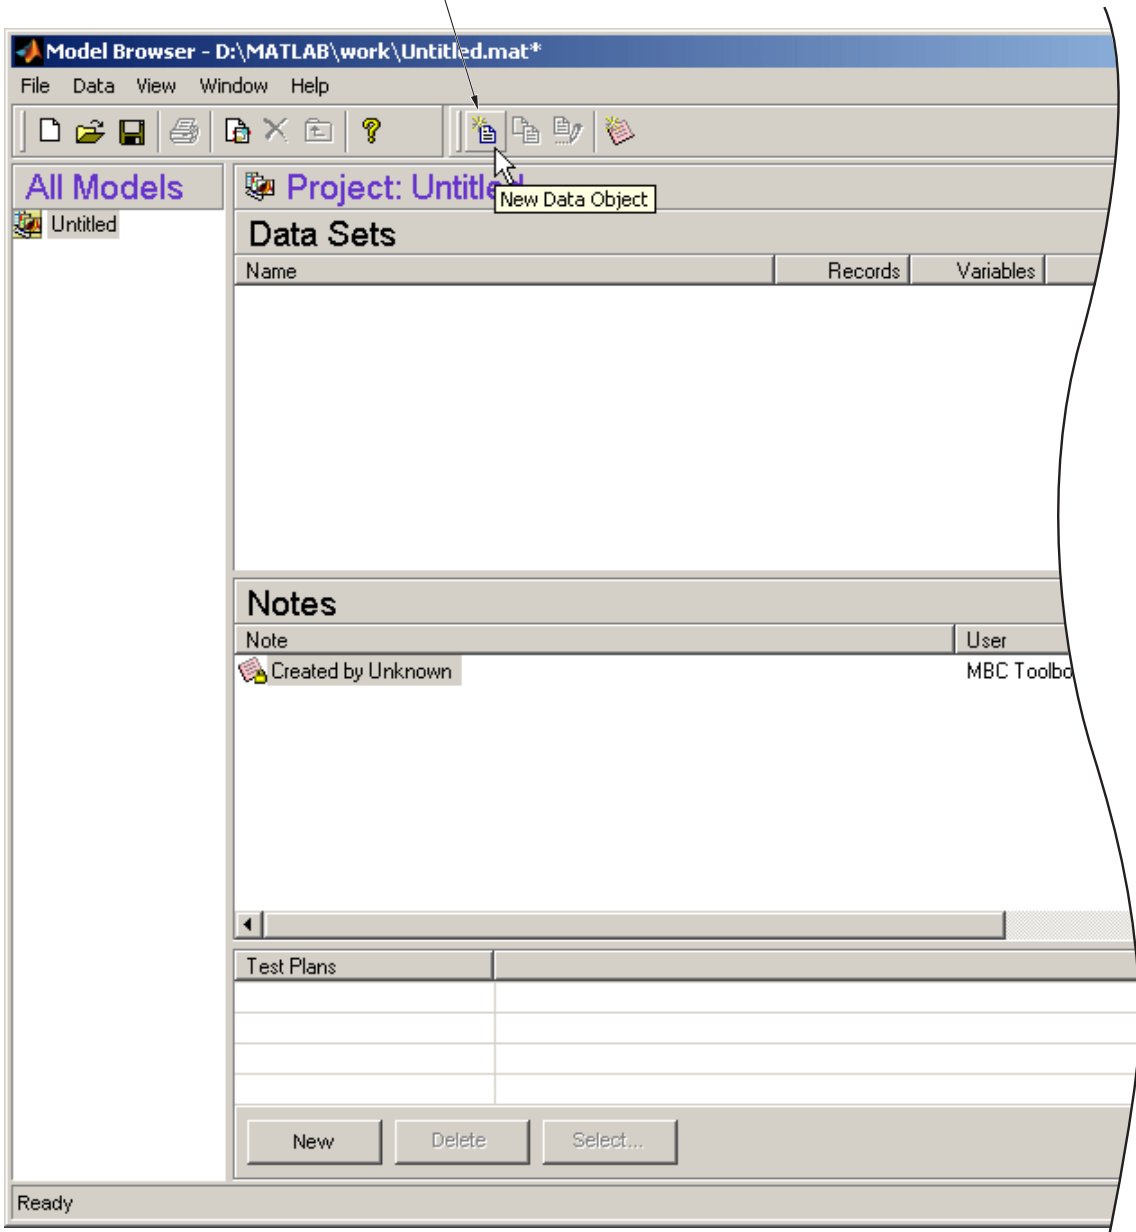 Model Browser - D:\MATLAB\work\Untitled.mat*
File Data View Window Help
All Models
Project: Untitled
New Data Object
Untitled
Data Sets
Name Records Variables
Notes
Note User
Created by Unknown MBC Toolbo
Test Plans
New Delete Select...
Ready